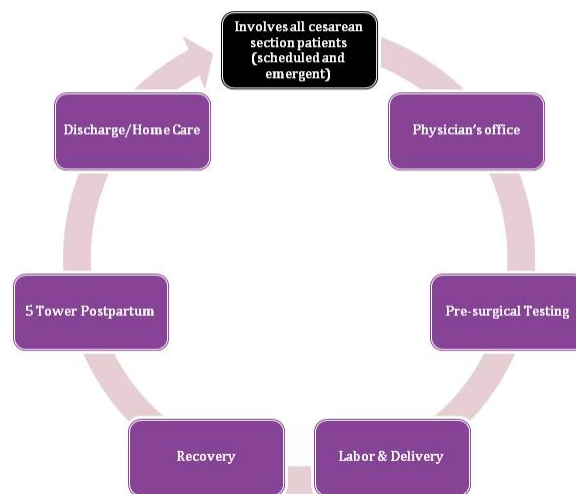 Involves all cesarean
section patients
(scheduled and
emergent)
Physician's office
Pre-surgical Testing
Labor & Delivery
Recovery
5 Tower Postpartum
Discharge/Home Care